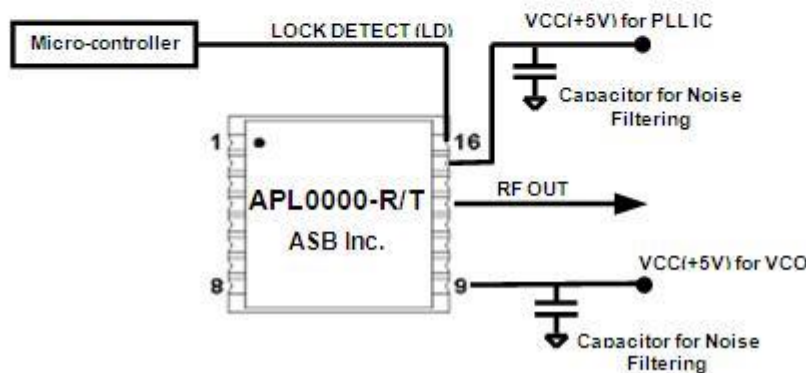 VCC(+5V) for PLL IC
LOCK DETECT (LD)
Micro-controller
Capacitor for Noise
Filtering
1
16
APL0000-R/T
RF OUT
ASB Inc.
VCC(+5V) for VCO
8
9
Capacitor for Noise
Filtering